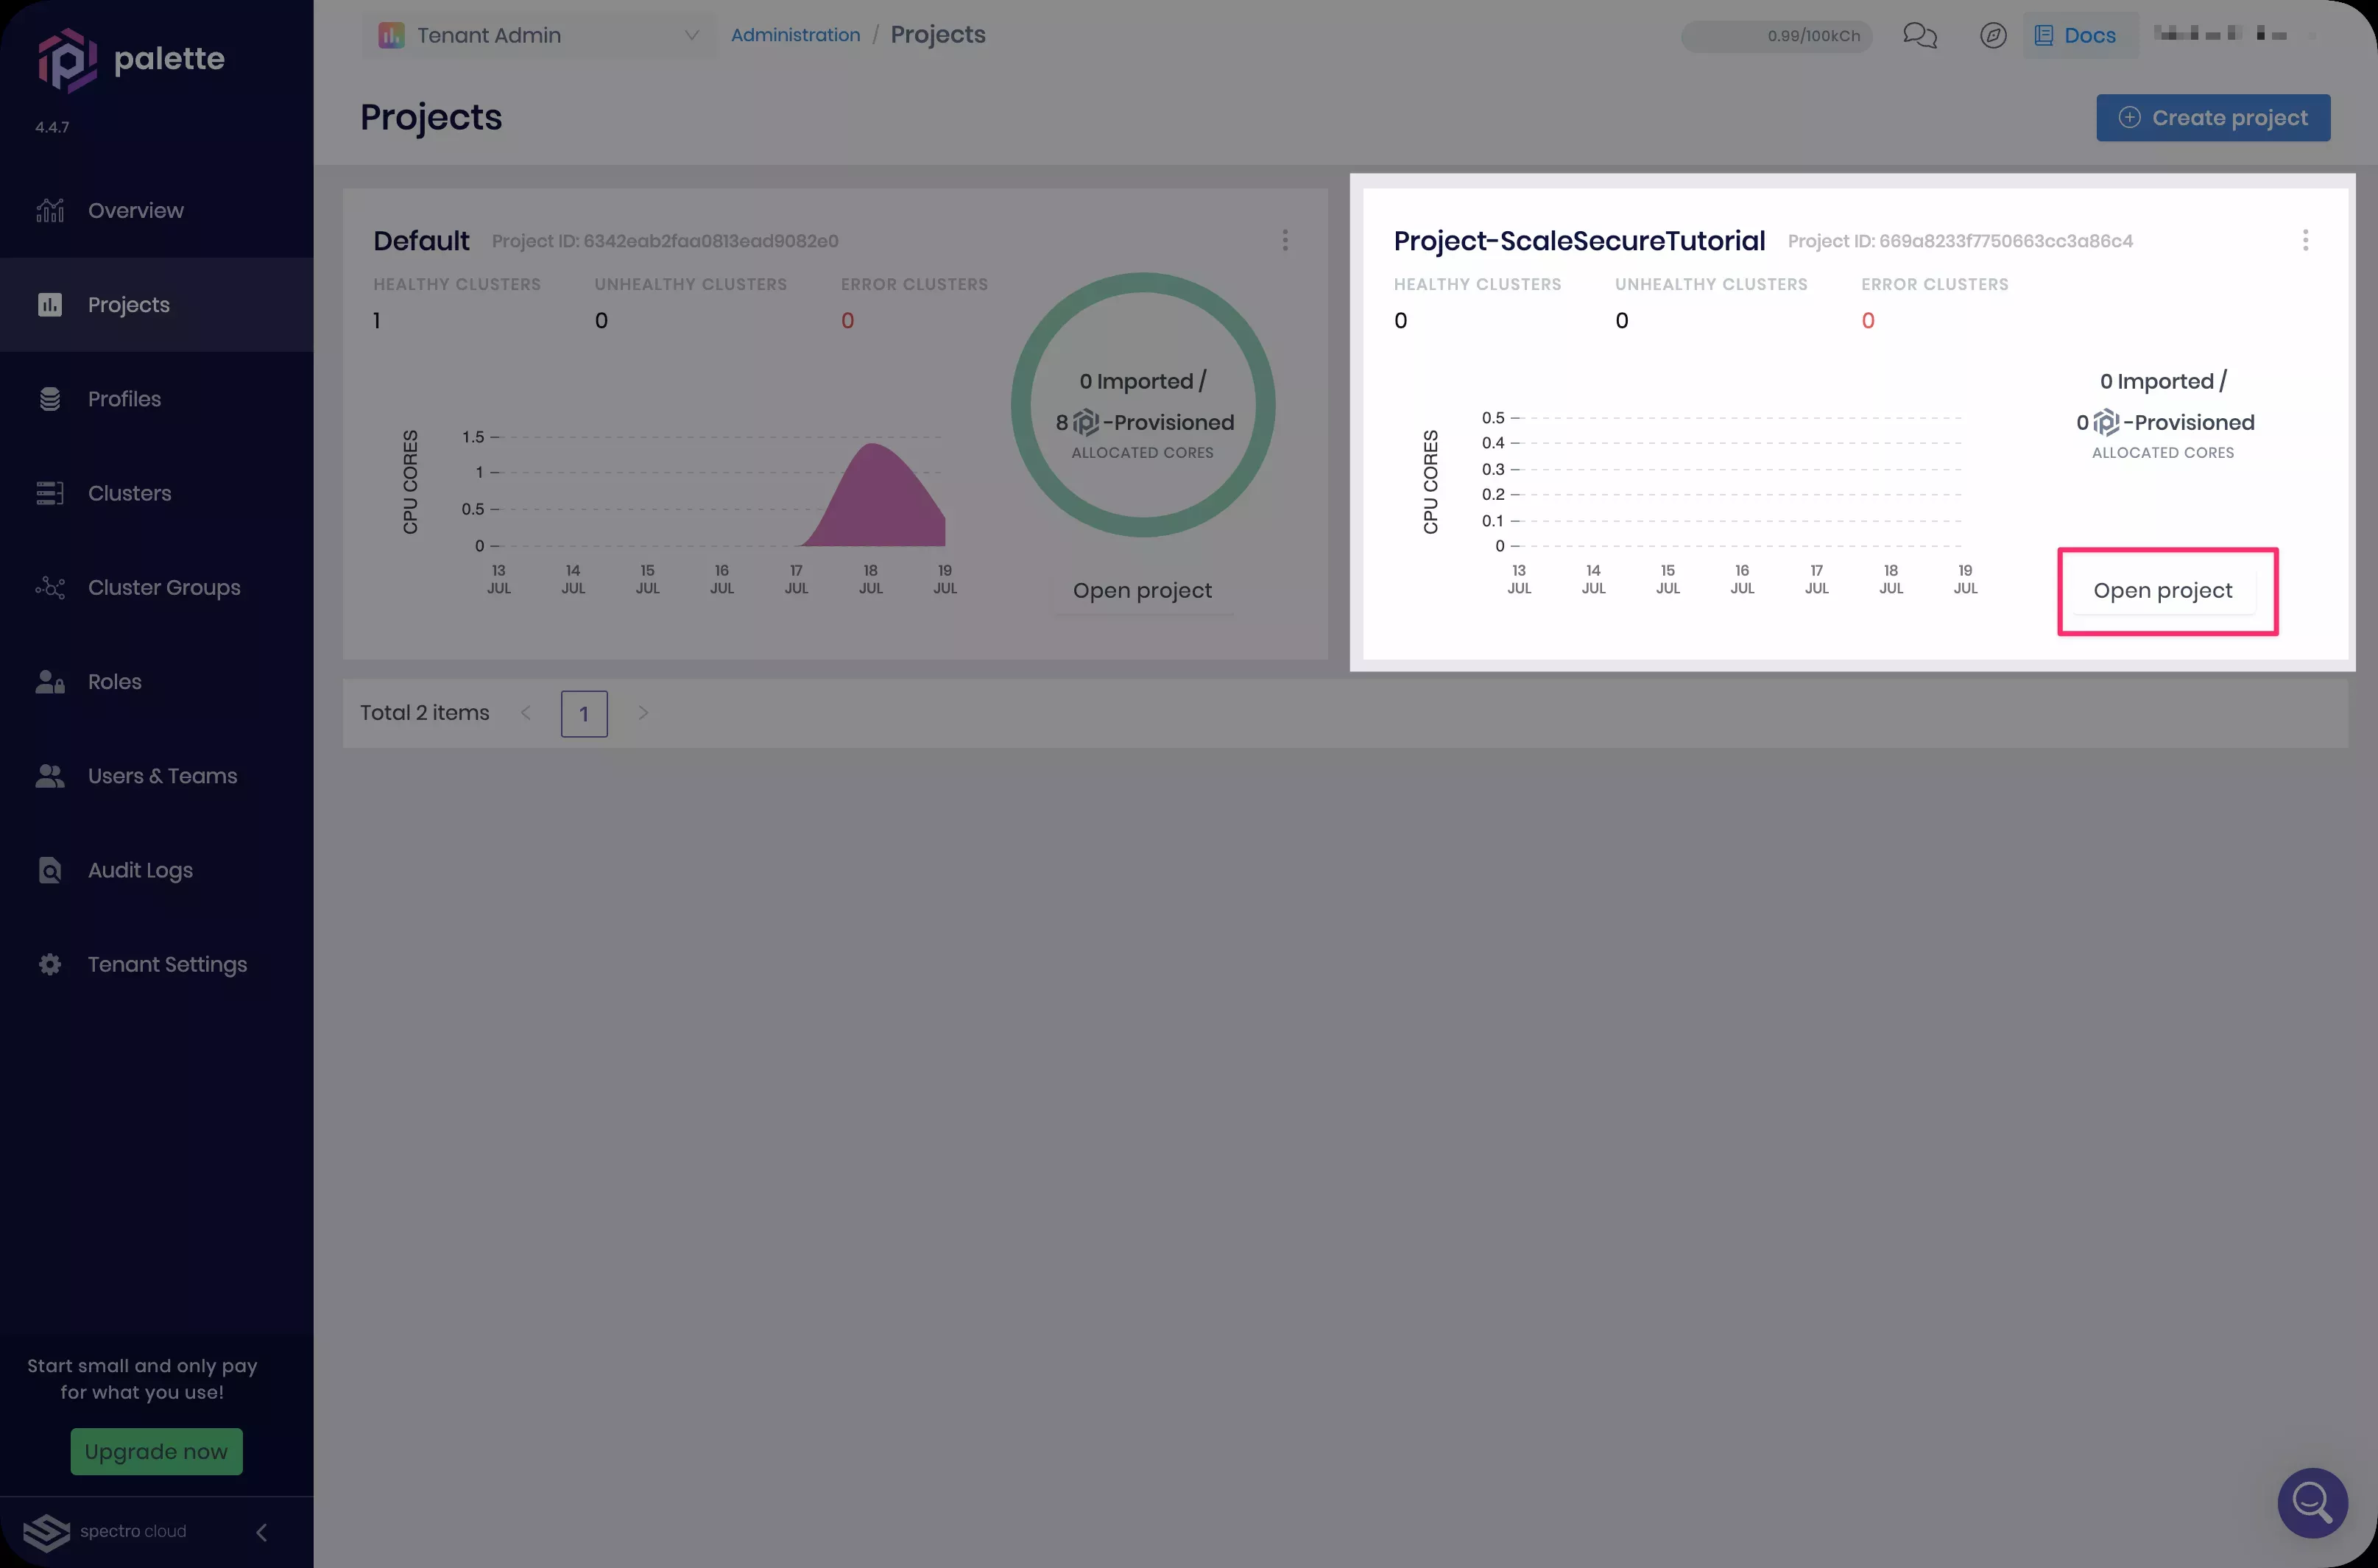 palette
4.4.7
Overview
Projects
Profiles
Clusters
Cluster Groups
Roles
Users & Teams
Audit Logs
Tenant Settings
Start small and only pay
for what you use!
Upgrade now
spectro cloud
Tenant Admin
Administration / Projects
0.99/100kCh
Docs
Projects
Create project
Default Project ID: 6342eab2faa0813ead9082e0
HEALTHY CLUSTERS UNHEALTHY CLUSTERS ERROR CLUSTERS
1 0 0
0 Imported /
8 -Provisioned
ALLOCATED CORES
CPU CORES
1.5
1
0.5
0
13 14 15 16 17 18 19
JUL JUL JUL JUL JUL JUL JUL
Open project
Project-ScaleSecureTutorial Project ID: 669a8233f7750663cc3a86c4
HEALTHY CLUSTERS UNHEALTHY CLUSTERS ERROR CLUSTERS
0 0 0
0 Imported /
0 -Provisioned
ALLOCATED CORES
CPU CORES
0.5
0.4
0.3
0.2
0.1
0
13 14 15 16 17 18 19
JUL JUL JUL JUL JUL JUL JUL
Open project
Total 2 items 1